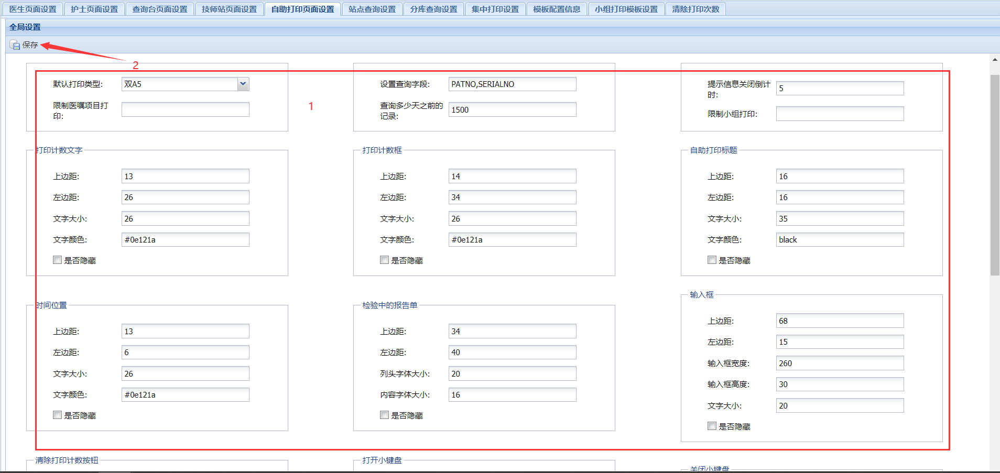 医生页面设置 护士页面设置 查询台页面设置 技师站页面设置 自助打印页面设置 站点查询设置 分库查询设置 集中打印设置 模板配置信息 小组打印模板设置 清除打印次数
全局设置
保存
2
1
默认打印类型: 双A5
限制医嘱项目打
印:
设置查询字段: PATNO,SERIALNO
查询多少天之前的
记录: 1500
提示信息关闭倒计
时: 5
限制小组打印:
打印计数文字
上边距: 13
左边距: 26
文字大小: 26
文字颜色: #0e121a
是否隐藏
打印计数框
上边距: 14
左边距: 34
文字大小: 26
文字颜色: #0e121a
是否隐藏
自助打印标题
上边距: 16
左边距: 16
文字大小: 35
文字颜色: black
是否隐藏
时间位置
上边距: 13
左边距: 6
文字大小: 26
文字颜色: #0e121a
是否隐藏
检验中的报告单
上边距: 34
左边距: 40
列头字体大小: 20
内容字体大小: 16
是否隐藏
输入框
上边距: 68
左边距: 15
输入框宽度: 260
输入框高度: 30
文字大小: 20
是否隐藏
清除打印计数按钮
打开小键盘
关闭小键盘